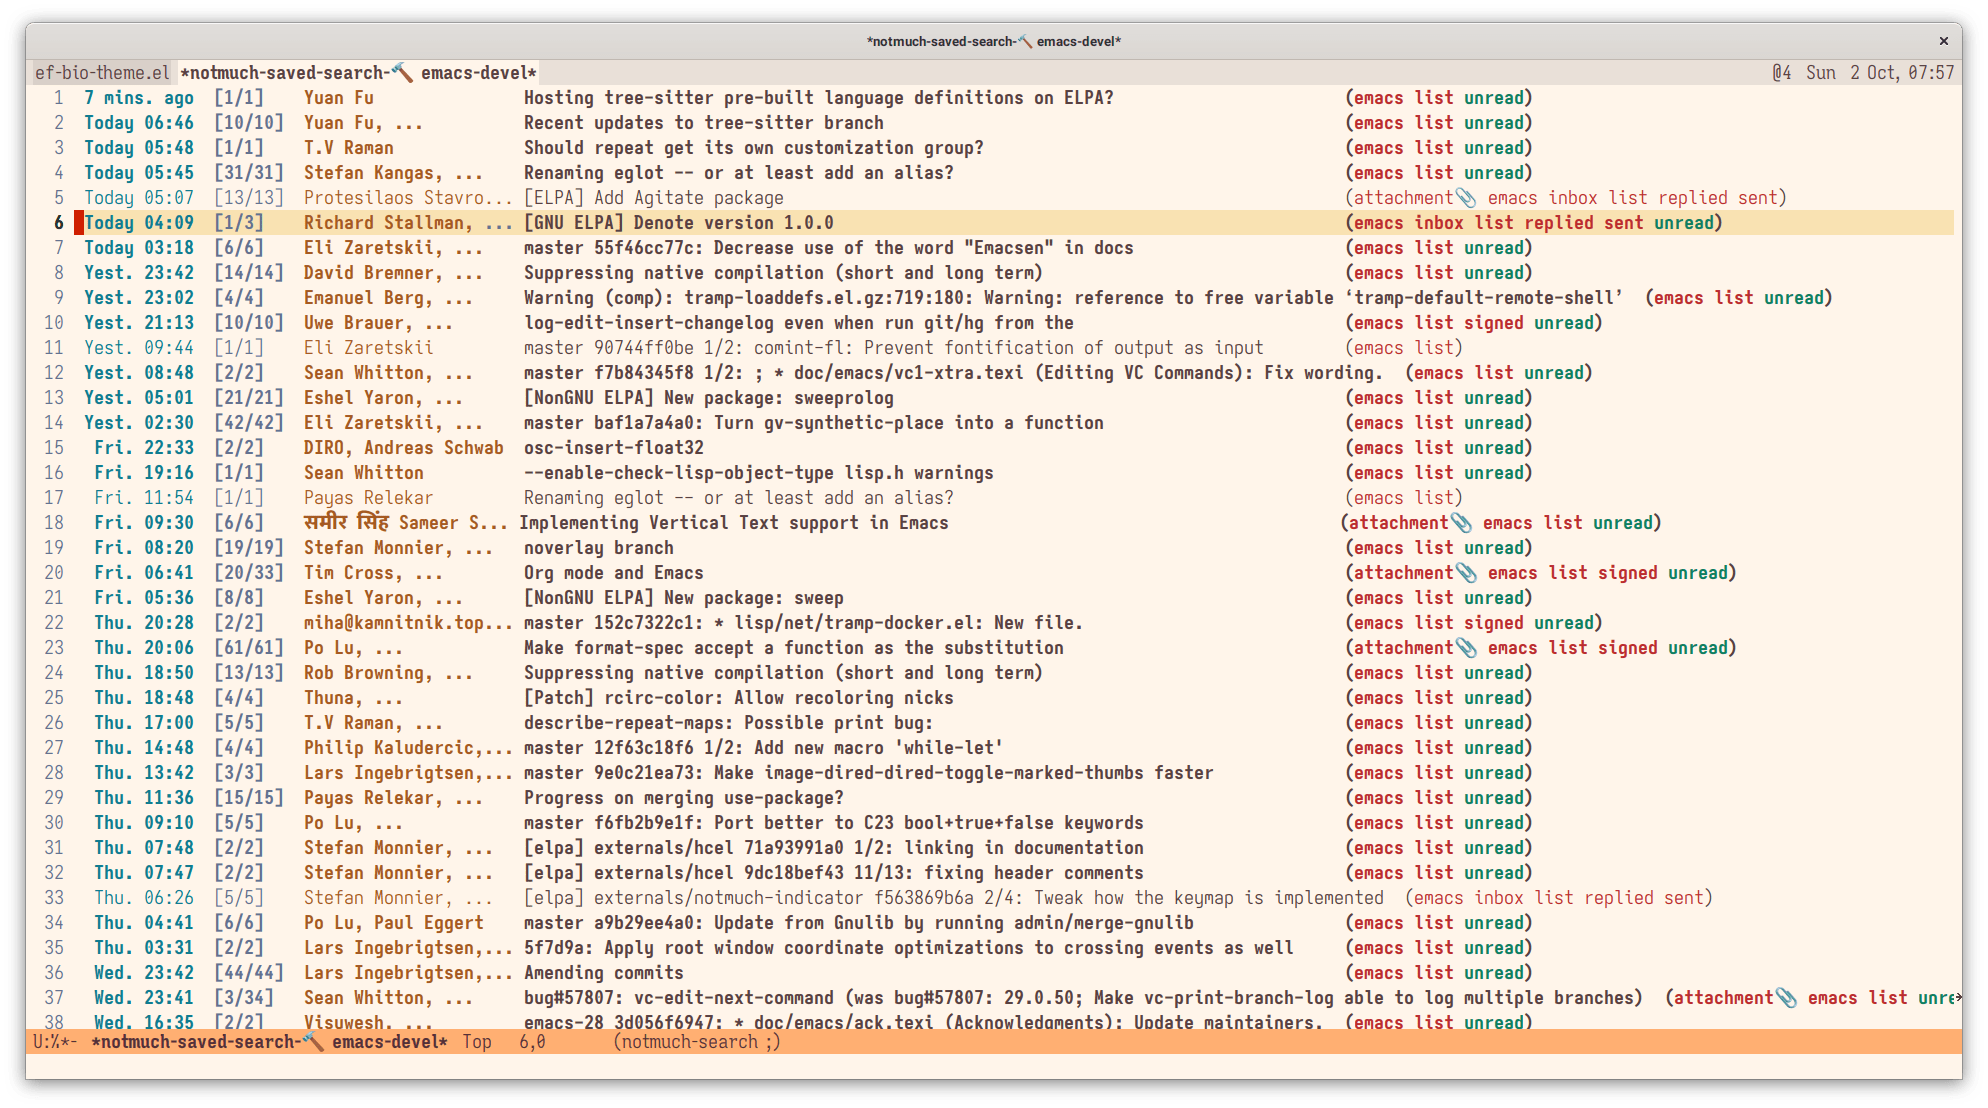 *notmuch-saved-search-🔨 emacs-devel* ×
ef-bio-theme.el *notmuch-saved-search-🔨 emacs-devel* @4 Sun 2 Oct, 07:57
1 7 mins. ago [1/1] Yuan Fu Hosting tree-sitter pre-built language definitions on ELPA? (emacs list unread)
2 Today 06:46 [10/10] Yuan Fu, ... Recent updates to tree-sitter branch (emacs list unread)
3 Today 05:48 [1/1] T.V Raman Should repeat get its own customization group? (emacs list unread)
4 Today 05:45 [31/31] Stefan Kangas, ... Renaming eglot -- or at least add an alias? (emacs list unread)
5 Today 05:07 [13/13] Protesilaos Stavro... [ELPA] Add Agitate package (attachment📎 emacs inbox list replied sent)
6 Today 04:09 [1/3] Richard Stallman, ... [GNU ELPA] Denote version 1.0.0 (emacs inbox list replied sent unread)
7 Today 03:18 [6/6] Eli Zaretskii, ... master 55f46cc77c: Decrease use of the word "Emacsen" in docs (emacs list unread)
8 Yest. 23:42 [14/14] David Bremner, ... Suppressing native compilation (short and long term) (emacs list unread)
9 Yest. 23:02 [4/4] Emanuel Berg, ... Warning (comp): tramp-loaddefs.el.gz:719:180: Warning: reference to free variable ‘tramp-default-remote-shell’ (emacs list unread)
10 Yest. 21:13 [10/10] Uwe Brauer, ... log-edit-insert-changelog even when run git/hg from the (emacs list signed unread)
11 Yest. 09:44 [1/1] Eli Zaretskii master 90744ff0be 1/2: comint-fl: Prevent fontification of output as input (emacs list)
12 Yest. 08:48 [2/2] Sean Whitton, ... master f7b84345f8 1/2: ; * doc/emacs/vc1-xtra.texi (Editing VC Commands): Fix wording. (emacs list unread)
13 Yest. 05:01 [21/21] Eshel Yaron, ... [NonGNU ELPA] New package: sweeprolog (emacs list unread)
14 Yest. 02:30 [42/42] Eli Zaretskii, ... master baf1a7a4a0: Turn gv-synthetic-place into a function (emacs list unread)
15 Fri. 22:33 [2/2] DIRO, Andreas Schwab osc-insert-float32 (emacs list unread)
16 Fri. 19:16 [1/1] Sean Whitton --enable-check-lisp-object-type lisp.h warnings (emacs list unread)
17 Fri. 11:54 [1/1] Payas Relekar Renaming eglot -- or at least add an alias? (emacs list)
18 Fri. 09:30 [6/6] समीर सिंह Sameer S... Implementing Vertical Text support in Emacs (attachment📎 emacs list unread)
19 Fri. 08:20 [19/19] Stefan Monnier, ... noverlay branch (emacs list unread)
20 Fri. 06:41 [20/33] Tim Cross, ... Org mode and Emacs (attachment📎 emacs list signed unread)
21 Fri. 05:36 [8/8] Eshel Yaron, ... [NonGNU ELPA] New package: sweep (emacs list unread)
22 Thu. 20:28 [2/2] miha@kamnitnik.top... master 152c7322c1: * lisp/net/tramp-docker.el: New file. (emacs list signed unread)
23 Thu. 20:06 [61/61] Po Lu, ... Make format-spec accept a function as the substitution (attachment📎 emacs list signed unread)
24 Thu. 18:50 [13/13] Rob Browning, ... Suppressing native compilation (short and long term) (emacs list unread)
25 Thu. 18:48 [4/4] Thuna, ... [Patch] rcirc-color: Allow recoloring nicks (emacs list unread)
26 Thu. 17:00 [5/5] T.V Raman, ... describe-repeat-maps: Possible print bug: (emacs list unread)
27 Thu. 14:48 [4/4] Philip Kaludercic,... master 12f63c18f6 1/2: Add new macro 'while-let' (emacs list unread)
28 Thu. 13:42 [3/3] Lars Ingebrigtsen,... master 9e0c21ea73: Make image-dired-dired-toggle-marked-thumbs faster (emacs list unread)
29 Thu. 11:36 [15/15] Payas Relekar, ... Progress on merging use-package? (emacs list unread)
30 Thu. 09:10 [5/5] Po Lu, ... master f6fb2b9e1f: Port better to C23 bool+true+false keywords (emacs list unread)
31 Thu. 07:48 [2/2] Stefan Monnier, ... [elpa] externals/hcel 71a93991a0 1/2: linking in documentation (emacs list unread)
32 Thu. 07:47 [2/2] Stefan Monnier, ... [elpa] externals/hcel 9dc18bef43 11/13: fixing header comments (emacs list unread)
33 Thu. 06:26 [5/5] Stefan Monnier, ... [elpa] externals/notmuch-indicator f563869b6a 2/4: Tweak how the keymap is implemented (emacs inbox list replied sent)
34 Thu. 04:41 [6/6] Po Lu, Paul Eggert master a9b29ee4a0: Update from Gnulib by running admin/merge-gnulib (emacs list unread)
35 Thu. 03:31 [2/2] Lars Ingebrigtsen,... 5f7d9a: Apply root window coordinate optimizations to crossing events as well (emacs list unread)
36 Wed. 23:42 [44/44] Lars Ingebrigtsen,... Amending commits (emacs list unread)
37 Wed. 23:41 [3/34] Sean Whitton, ... bug#57807: vc-edit-next-command (was bug#57807: 29.0.50; Make vc-print-branch-log able to log multiple branches) (attachment📎 emacs list unre
38 Wed. 16:35 [2/2] Visuwesh, ... emacs-28 3d056f6947: * doc/emacs/ack.texi (Acknowledgments): Update maintainers. (emacs list unread)
U:%*- *notmuch-saved-search-🔨 emacs-devel* Top 6,0 (notmuch-search ;)